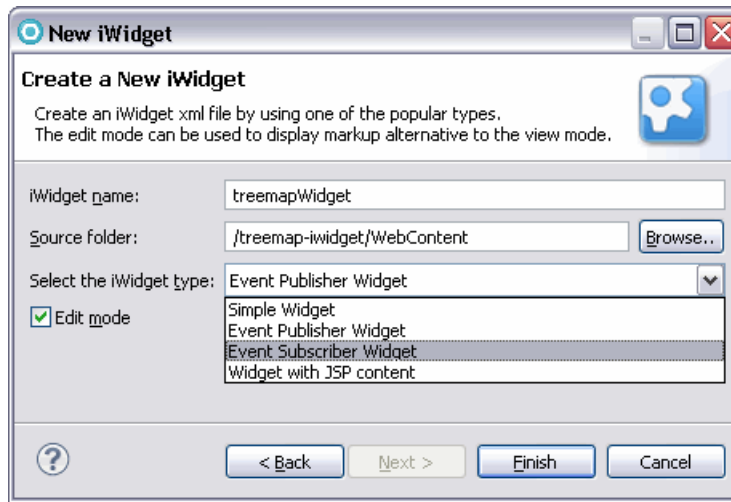 New iWidget
Create a New iWidget
Create an iWidget xml file by using one of the popular types.
The edit mode can be used to display markup alternative to the view mode.
iWidget name: treemapWidget
Source folder: /treemap-iwidget/WebContent Browse..
Select the iWidget type: Event Publisher Widget
Edit mode
Simple Widget
Event Publisher Widget
Event Subscriber Widget
Widget with JSP content
? < Back Next > Finish Cancel